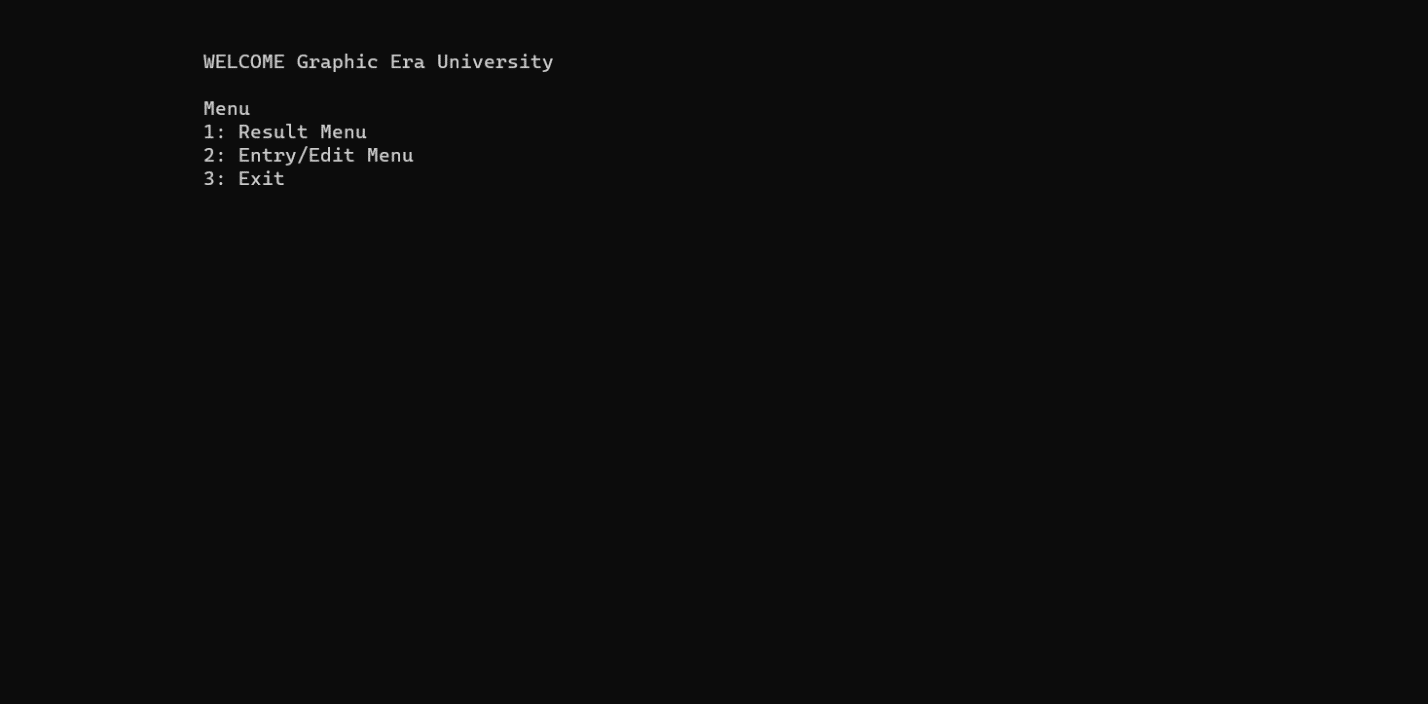 WELCOME Graphic Era University
Menu
1: Result Menu
2: Entry/Edit Menu
3: Exit